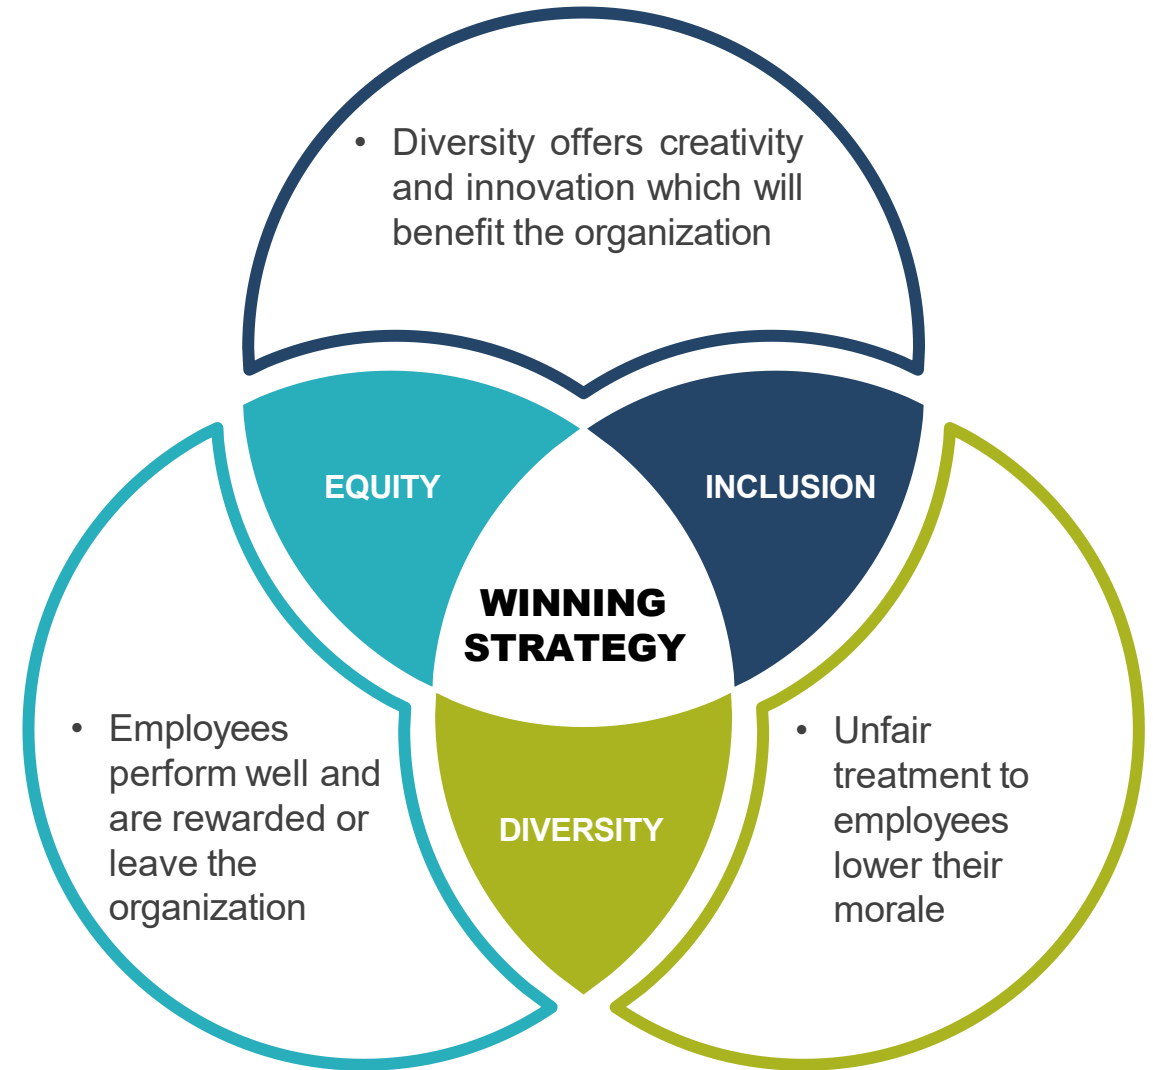 • Diversity offers creativity
and innovation which will
benefit the organization
EQUITY
INCLUSION
WINNING
STRATEGY
• Employees
perform well and
are rewarded or
leave the
organization
DIVERSITY
• Unfair
treatment to
employees
lower their
morale